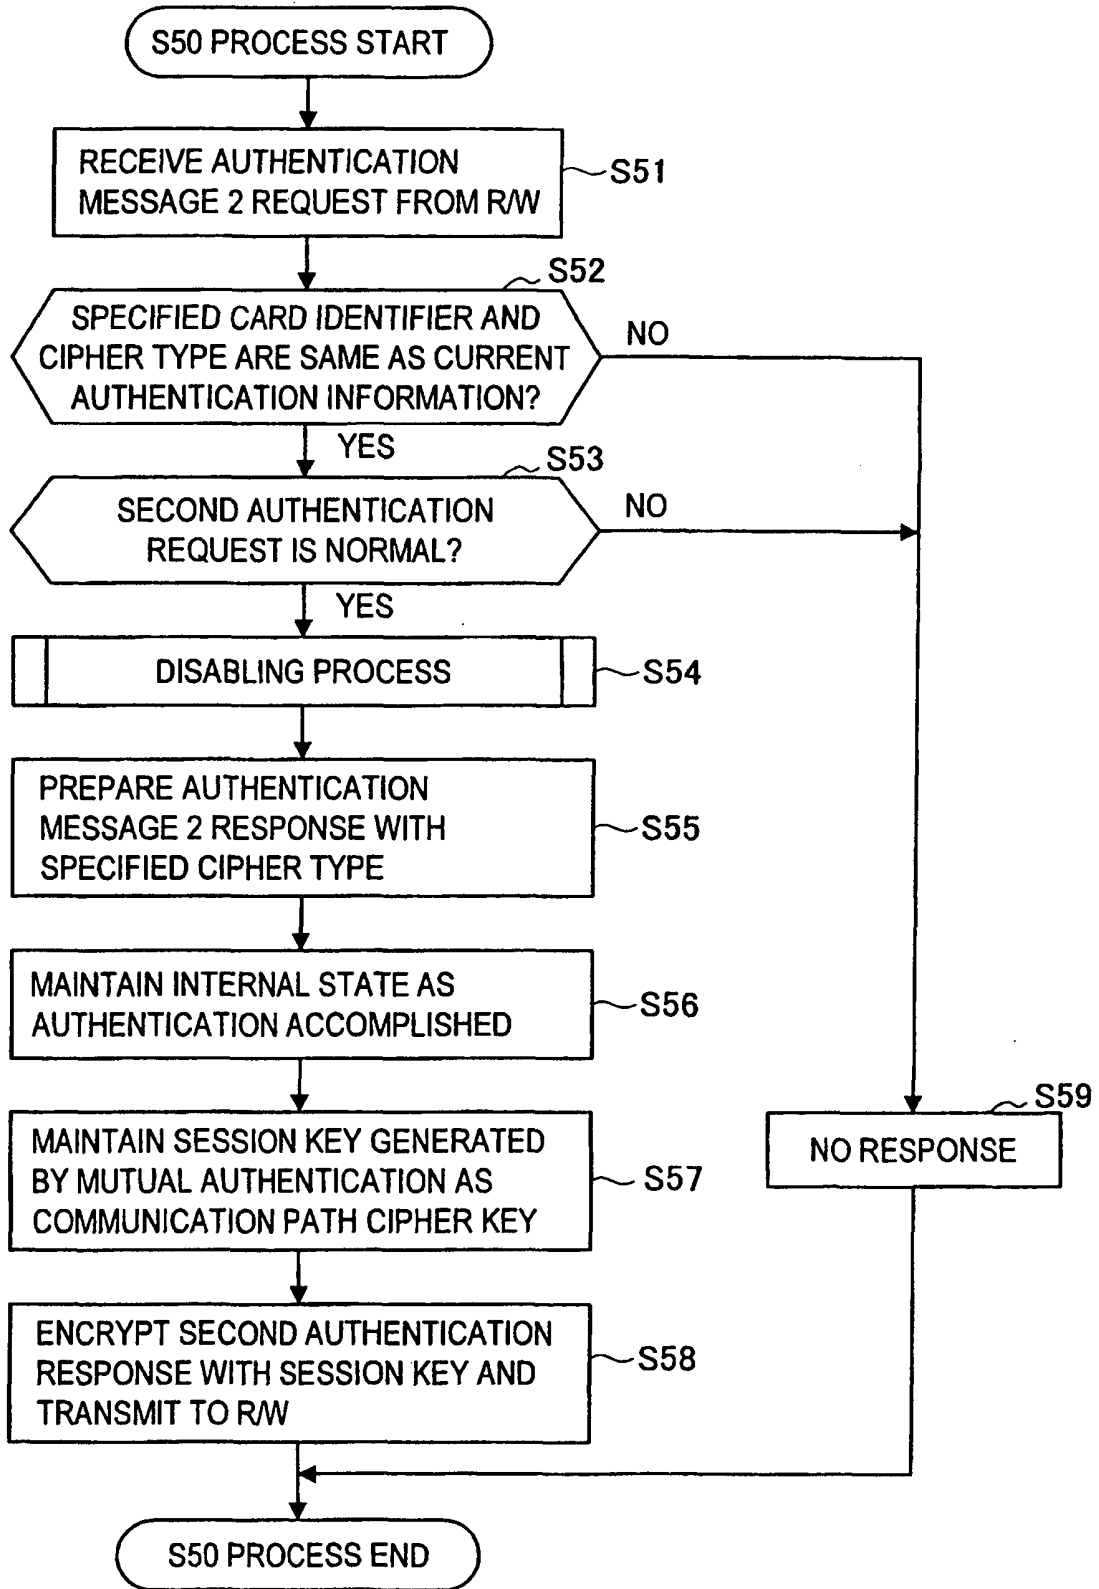 S50 PROCESS START
RECEIVE AUTHENTICATION
MESSAGE 2 REQUEST FROM R/W
S51
S52
SPECIFIED CARD IDENTIFIER AND
CIPHER TYPE ARE SAME AS CURRENT
AUTHENTICATION INFORMATION?
NO
YES
S53
SECOND AUTHENTICATION
REQUEST IS NORMAL?
NO
YES
DISABLING PROCESS
S54
PREPARE AUTHENTICATION
MESSAGE 2 RESPONSE WITH
SPECIFIED CIPHER TYPE
S55
MAINTAIN INTERNAL STATE AS
AUTHENTICATION ACCOMPLISHED
S56
S59
NO RESPONSE
MAINTAIN SESSION KEY GENERATED
BY MUTUAL AUTHENTICATION AS
COMMUNICATION PATH CIPHER KEY
S57
ENCRYPT SECOND AUTHENTICATION
RESPONSE WITH SESSION KEY AND
TRANSMIT TO R/W
S58
S50 PROCESS END